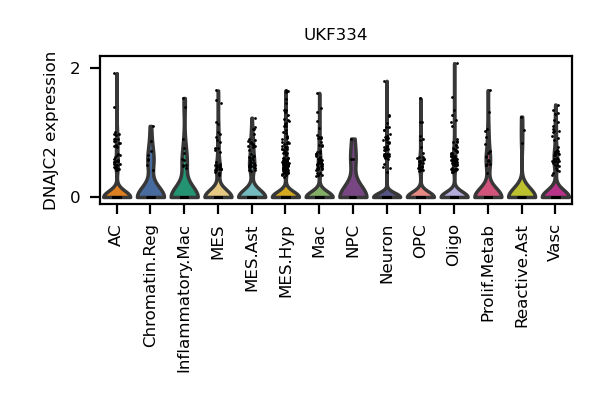 UKF334
DNAJC2 expression
2
0
AC
Chromatin.Reg
Inflammatory.Mac
MES
MES.Ast
MES.Hyp
Mac
NPC
Neuron
OPC
Oligo
Prolif.Metab
Reactive.Ast
Vasc